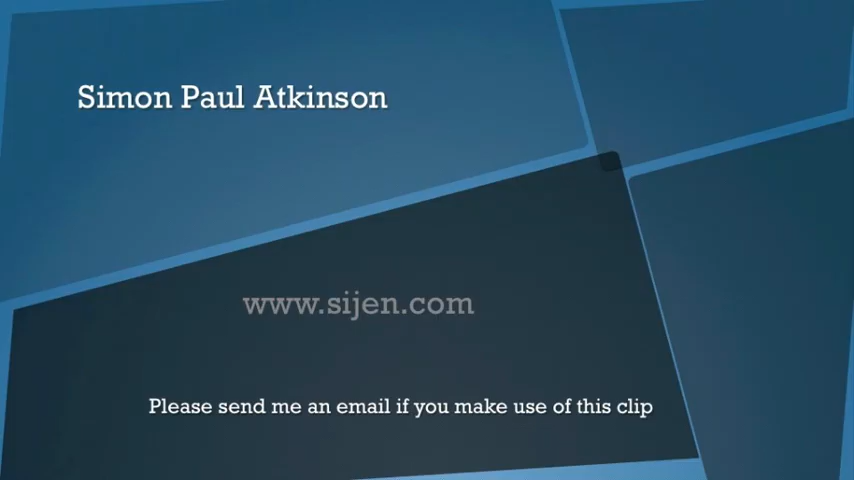 Simon Paul Atkinson
www.sijen.com
Please send me an email if you make use of this clip